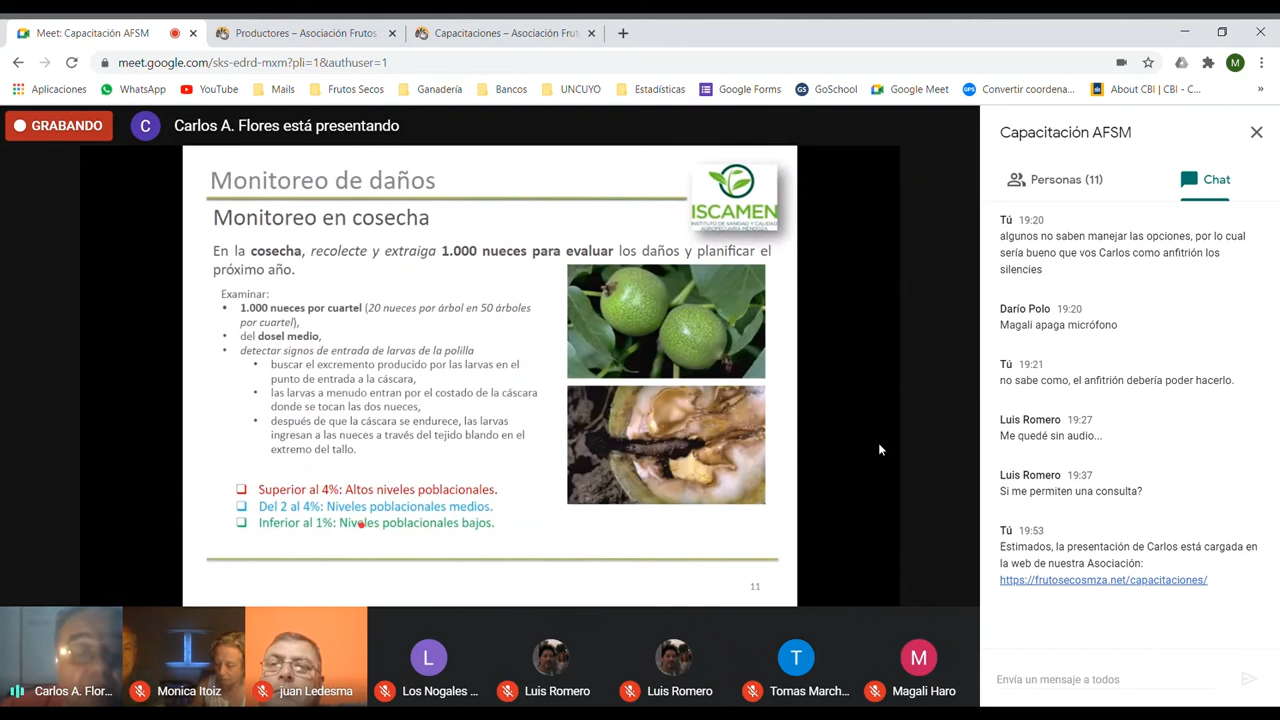 Meet: Capacitación AFSM
Productores – Asociación Frutos
Capacitaciones – Asociación Frut
meet.google.com/sks-edrd-mxm?pli=1&authuser=1
M
Aplicaciones
WhatsApp
YouTube
Mails
Frutos Secos
Ganadería
Bancos
UNCUYO
Estadísticas
Google Forms
GS
GoSchool
Google Meet
GPS
Convertir coordena...
About CBI | CBI - C...
»
GRABANDO
C
Carlos A. Flores está presentando
Monitoreo de daños
ISCAMEN
INSTITUTO DE SANIDAD Y CALIDAD
AGROPECUARIA MENDOZA
Monitoreo en cosecha
En la cosecha, recolecte y extraiga 1.000 nueces para evaluar los daños y planificar el
próximo año.
Examinar:
• 1.000 nueces por cuartel (20 nueces por árbol en 50 árboles
por cuartel),
• del dosel medio,
• detectar signos de entrada de larvas de la polilla
• buscar el excremento producido por las larvas en el
punto de entrada a la cáscara,
• las larvas a menudo entran por el costado de la cáscara
donde se tocan las dos nueces,
• después de que la cáscara se endurece, las larvas
ingresan a las nueces a través del tejido blando en el
extremo del tallo.
❑ Superior al 4%: Altos niveles poblacionales.
❑ Del 2 al 4%: Niveles poblacionales medios.
❑ Inferior al 1%: Niveles poblacionales bajos.
11
Carlos A. Flor...
Monica Itoiz
juan Ledesma
L
Los Nogales ...
Luis Romero
Luis Romero
T
Tomas March...
M
Magali Haro
Capacitación AFSM
Personas (11)
Chat
Tú 19:20
algunos no saben manejar las opciones, por lo cual
sería bueno que vos Carlos como anfitrión los
silencies
Darío Polo 19:20
Magali apaga micrófono
Tú 19:21
no sabe como, el anfitrión debería poder hacerlo.
Luis Romero 19:27
Me quedé sin audio...
Luis Romero 19:37
Si me permiten una consulta?
Tú 19:53
Estimados, la presentación de Carlos está cargada en
la web de nuestra Asociación:
https://frutosecosmza.net/capacitaciones/
Envía un mensaje a todos